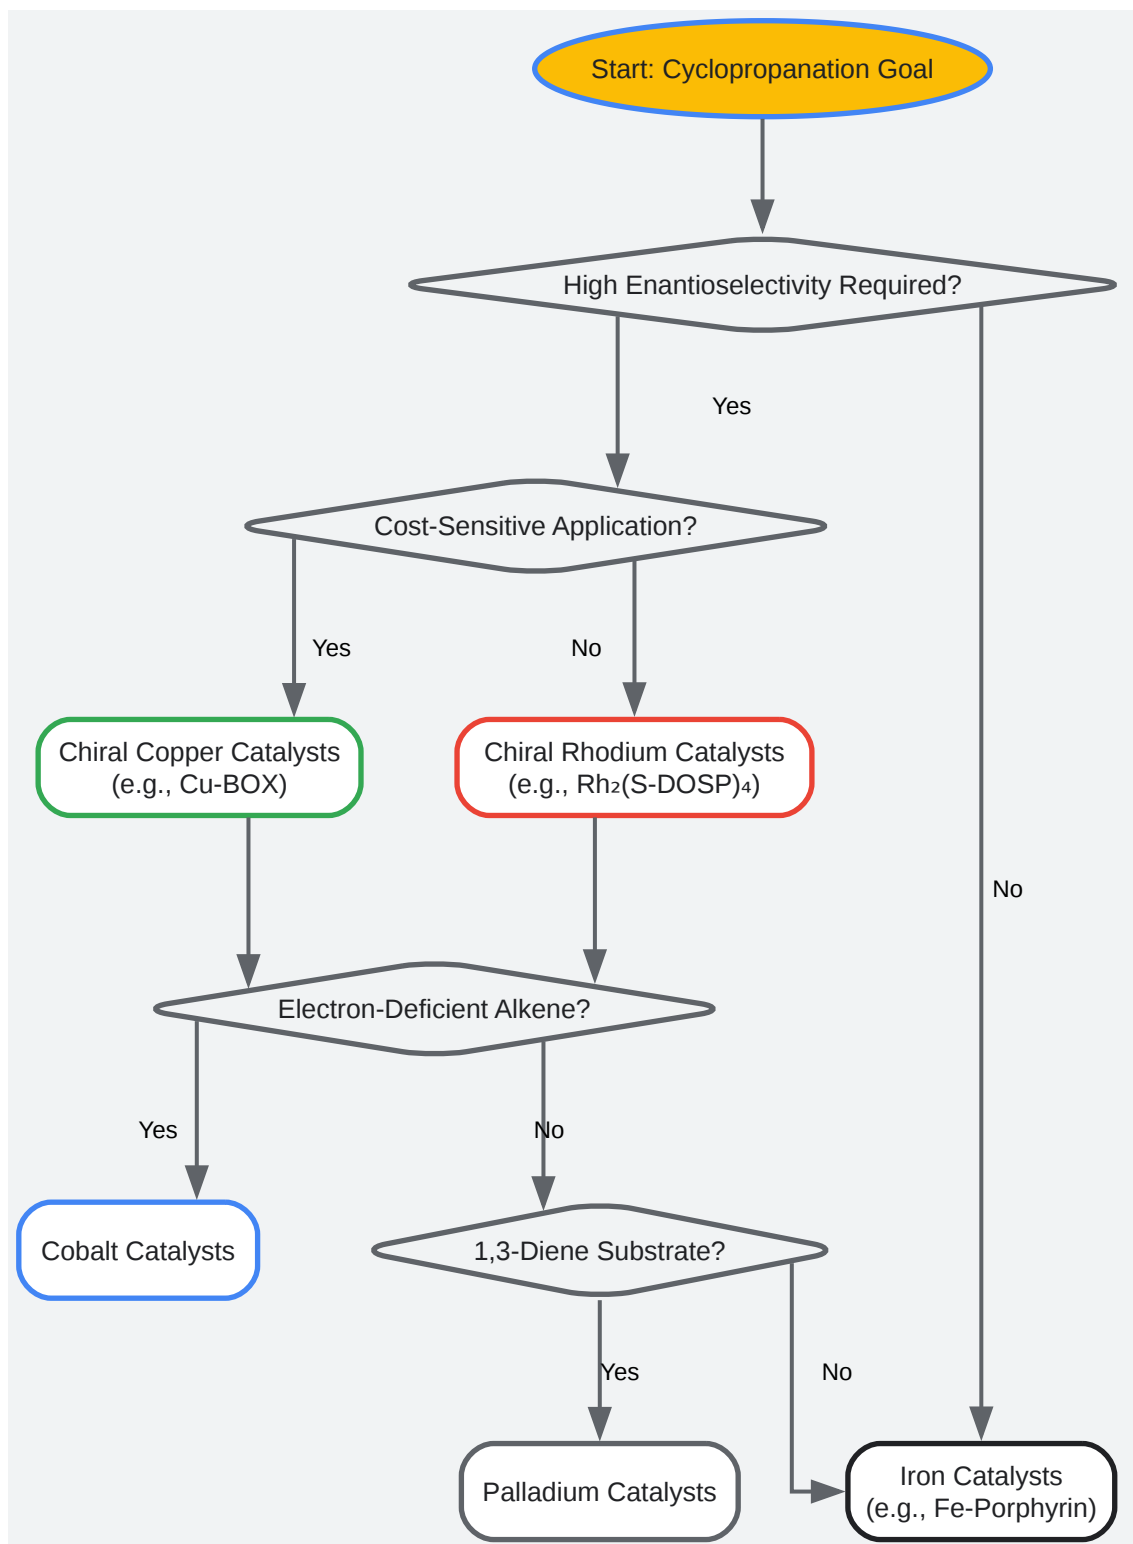 Start: Cyclopropanation Goal
High Enantioselectivity Required?
Yes
Cost-Sensitive Application?
Yes
No
Chiral Copper Catalysts
(e.g., Cu-BOX)
Chiral Rhodium Catalysts
(e.g., Rh₂(S-DOSP)₄)
No
Electron-Deficient Alkene?
Yes
No
Cobalt Catalysts
1,3-Diene Substrate?
Yes
No
Palladium Catalysts
Iron Catalysts
(e.g., Fe-Porphyrin)